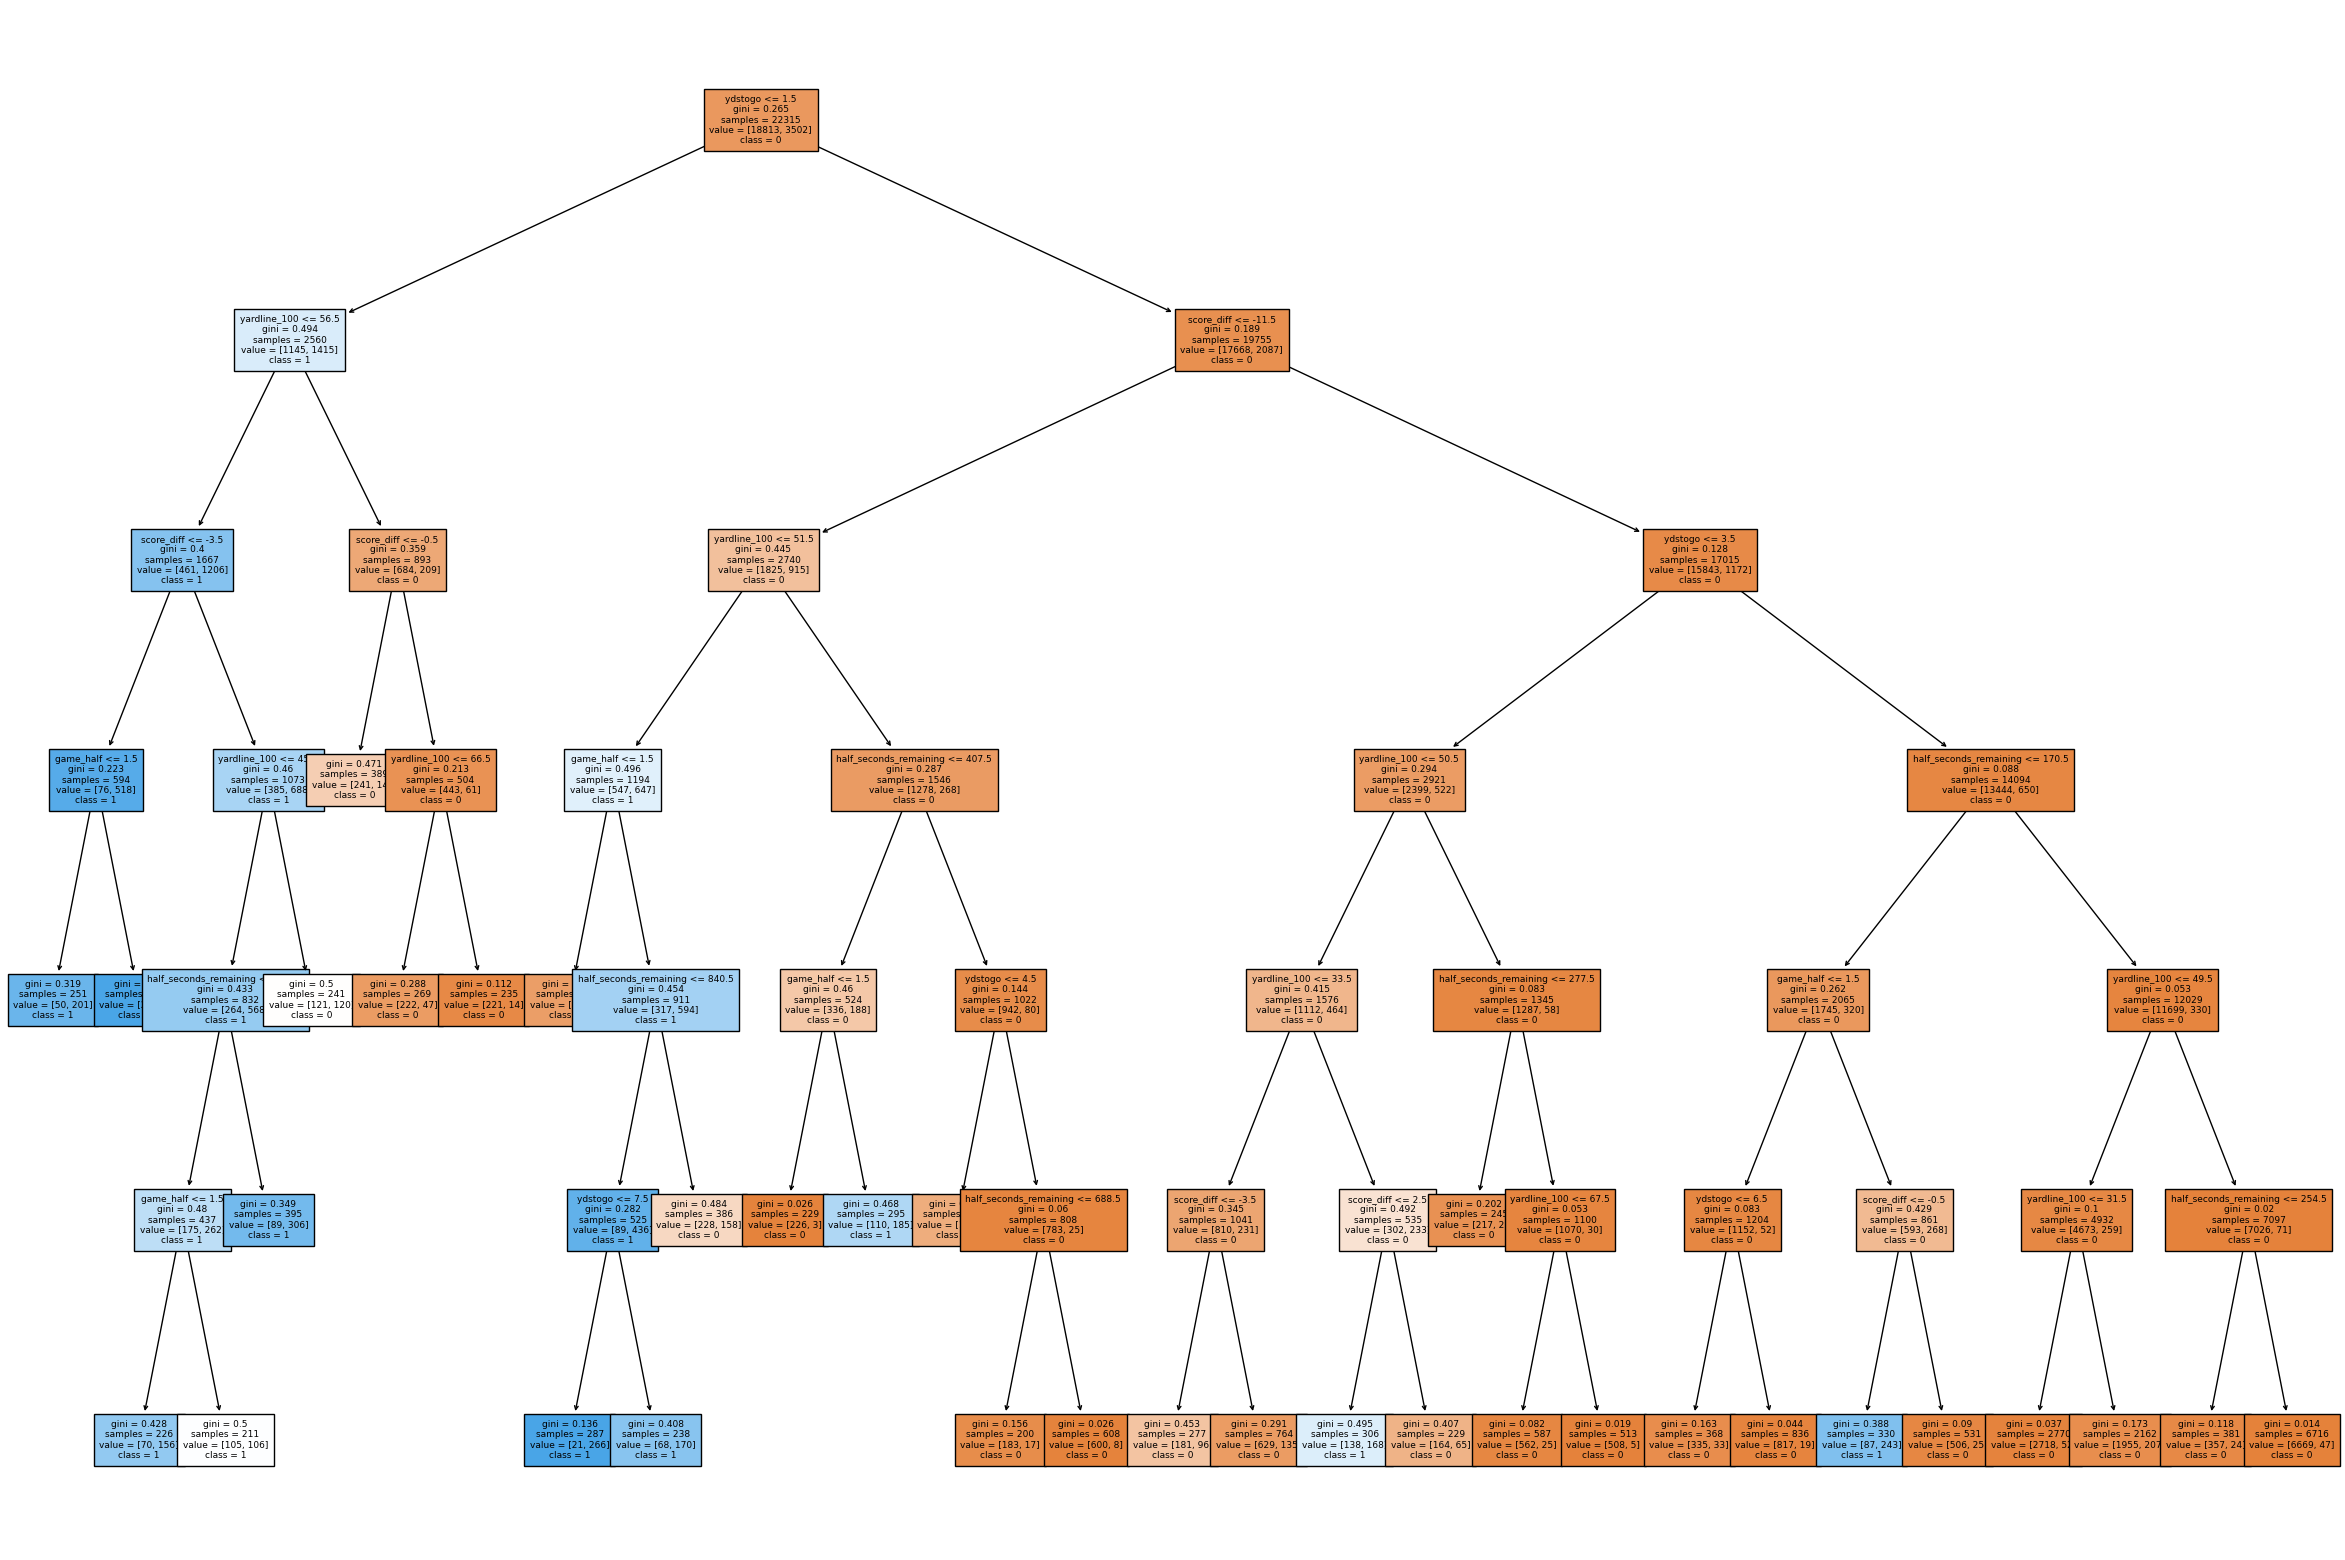 ydstogo <= 1.5
gini = 0.265
samples = 22315
value = [18813, 3502]
class = 0
yardline_100 <= 56.5
gini = 0.494
samples = 2560
value = [1145, 1415]
class = 1
score_diff <= -11.5
gini = 0.189
samples = 19755
value = [17668, 2087]
class = 0
score_diff <= -3.5
gini = 0.4
samples = 1667
value = [461, 1206]
class = 1
score_diff <= -0.5
gini = 0.359
samples = 893
value = [684, 209]
class = 0
yardline_100 <= 51.5
gini = 0.445
samples = 2740
value = [1825, 915]
class = 0
ydstogo <= 3.5
gini = 0.128
samples = 17015
value = [15843, 1172]
class = 0
game_half <= 1.5
gini = 0.223
samples = 594
value = [76, 518]
class = 1
yardline_100 <=
gini = 0.46
samples = 1073
value = [385, 688
class = 1
gini = 0.471
samples = 389
value = [241,
class = 0
yardline_100 <= 66.5
gini = 0.213
samples = 504
value = [443, 61]
class = 0
game_half <= 1.5
gini = 0.496
samples = 1194
value = [547, 647]
class = 1
half_seconds_remaining <= 407.5
gini = 0.287
samples = 1546
value = [1278, 268]
class = 0
yardline_100 <= 50.5
gini = 0.294
samples = 2921
value = [2399, 522]
class = 0
half_seconds_remaining <= 170.5
gini = 0.088
samples = 14094
value = [13444, 650]
class = 0
gini = 0.319
samples = 251
value = [50, 201]
class = 1
gini =
samples
value = [
class
half_seconds_remaining
gini = 0.433
samples = 832
value = [264, 568
class = 1
gini = 0.5
samples = 241
value = [121, 120
class = 0
gini = 0.288
samples = 269
value = [222, 47]
class = 0
gini = 0.112
samples = 235
value = [221, 14]
class = 0
gini =
samples
value = [
class
half_seconds_remaining <= 840.5
gini = 0.454
samples = 911
value = [317, 594]
class = 1
game_half <= 1.5
gini = 0.46
samples = 524
value = [336, 188]
class = 0
ydstogo <= 4.5
gini = 0.144
samples = 1022
value = [942, 80]
class = 0
yardline_100 <= 33.5
gini = 0.415
samples = 1576
value = [1112, 464]
class = 0
half_seconds_remaining <= 277.5
gini = 0.083
samples = 1345
value = [1287, 58]
class = 0
game_half <= 1.5
gini = 0.262
samples = 2065
value = [1745, 320]
class = 0
yardline_100 <= 49.5
gini = 0.053
samples = 12029
value = [11699, 330]
class = 0
game_half <= 1.5
gini = 0.48
samples = 437
value = [175, 262]
class = 1
gini = 0.349
samples = 395
value = [89, 306]
class = 1
ydstogo <= 7.5
gini = 0.282
samples = 525
value = [89, 436]
class = 1
gini = 0.484
samples = 386
value = [228, 158]
class = 0
gini = 0.026
samples = 229
value = [226, 3]
class = 0
gini = 0.468
samples = 295
value = [110, 185]
class = 1
gini =
samples
value = [
class
half_seconds_remaining <= 688.5
gini = 0.06
samples = 808
value = [783, 25]
class = 0
score_diff <= -3.5
gini = 0.345
samples = 1041
value = [810, 231]
class = 0
score_diff <= 2.5
gini = 0.492
samples = 535
value = [302, 233]
class = 0
gini = 0.202
samples = 245
value = [217,
class = 0
yardline_100 <= 67.5
gini = 0.053
samples = 1100
value = [1070, 30]
class = 0
ydstogo <= 6.5
gini = 0.083
samples = 1204
value = [1152, 52]
class = 0
score_diff <= -0.5
gini = 0.429
samples = 861
value = [593, 268]
class = 0
yardline_100 <= 31.5
gini = 0.1
samples = 4932
value = [4673, 259]
class = 0
half_seconds_remaining <= 254.5
gini = 0.02
samples = 7097
value = [7026, 71]
class = 0
gini = 0.428
samples = 226
value = [70, 156]
class = 1
gini = 0.5
samples = 211
value = [105, 106]
class = 1
gini = 0.136
samples = 287
value = [21, 266]
class = 1
gini = 0.408
samples = 238
value = [68, 170]
class = 1
gini = 0.156
samples = 200
value = [183, 17]
class = 0
gini = 0.026
samples = 608
value = [600, 8]
class = 0
gini = 0.453
samples = 277
value = [181, 96
class = 0
gini = 0.291
samples = 764
value = [629, 135
class = 0
gini = 0.495
samples = 306
value = [138, 168
class = 1
gini = 0.407
samples = 229
value = [164, 65]
class = 0
gini = 0.082
samples = 587
value = [562, 25]
class = 0
gini = 0.019
samples = 513
value = [508, 5]
class = 0
gini = 0.163
samples = 368
value = [335, 33]
class = 0
gini = 0.044
samples = 836
value = [817, 19]
class = 0
gini = 0.388
samples = 330
value = [87, 243]
class = 1
gini = 0.09
samples = 531
value = [506, 25
class = 0
gini = 0.037
samples = 2770
value = [2718,
class = 0
gini = 0.173
samples = 2162
value = [1955, 207
class = 0
gini = 0.118
samples = 381
value = [357, 24]
class = 0
gini = 0.014
samples = 6716
value = [6669, 47]
class = 0